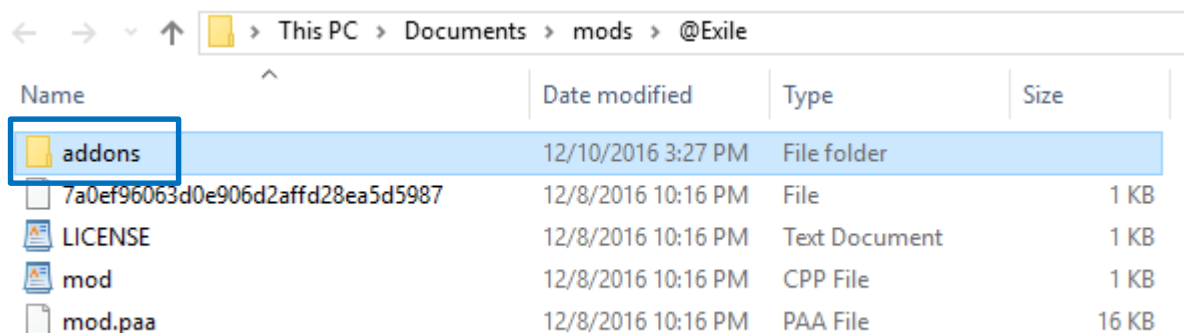 This PC > Documents > mods > @Exile
Name Date modified Type Size
addons 12/10/2016 3:27 PM File folder
7a0ef96063d0e906d2affd28ea5d5987 12/8/2016 10:16 PM File 1 KB
LICENSE 12/8/2016 10:16 PM Text Document 1 KB
mod 12/8/2016 10:16 PM CPP File 1 KB
mod.paa 12/8/2016 10:16 PM PAA File 16 KB